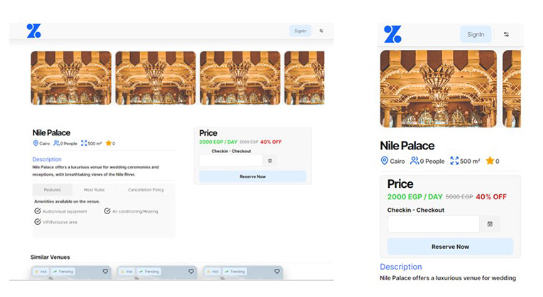 SignIn
Nile Palace
Cairo 0 People 500 m² 0
Description
Nile Palace offers a luxurious venue for wedding ceremonies and
receptions, with breathtaking views of the Nile River.
Features Most Rules Cancellation Policy
Amenities available on the venue.
Audio/visual equipment Air conditioning/Heating
VIP/Exclusive area
Price
2000 EGP / DAY 5000 EGP 40% OFF
Checkin - Checkout
Reserve Now
Similar Venues
Hot Trending
Hot Trending
Hot Trending
SignIn
Nile Palace
Cairo 0 People 500 m² 0
Price
2000 EGP / DAY 5000 EGP 40% OFF
Checkin - Checkout
Reserve Now
Description
Nile Palace offers a luxurious venue for wedding